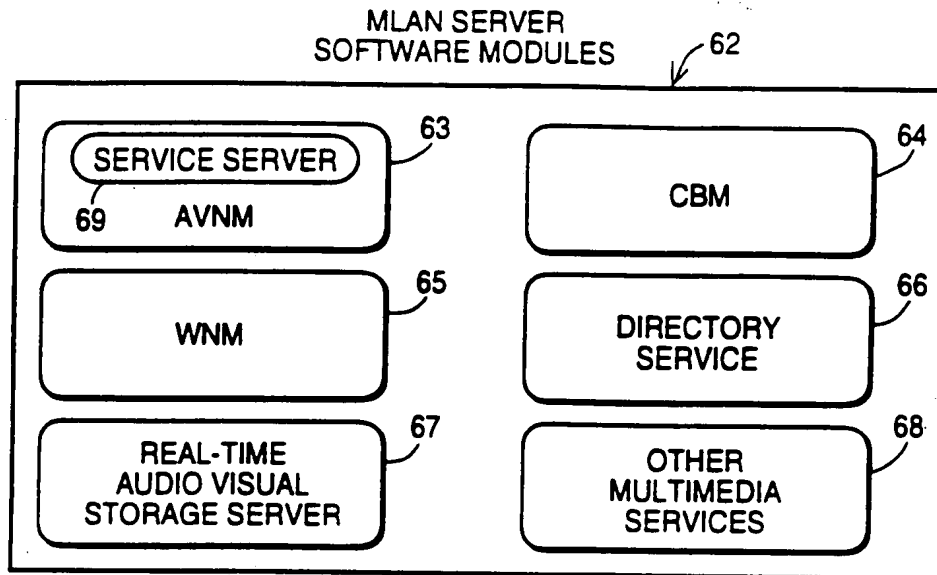 MLAN SERVER
SOFTWARE MODULES
62
SERVICE SERVER
63
69
AVNM
CBM
64
WNM
65
DIRECTORY
SERVICE
66
REAL-TIME
AUDIO VISUAL
STORAGE SERVER
67
OTHER
MULTIMEDIA
SERVICES
68